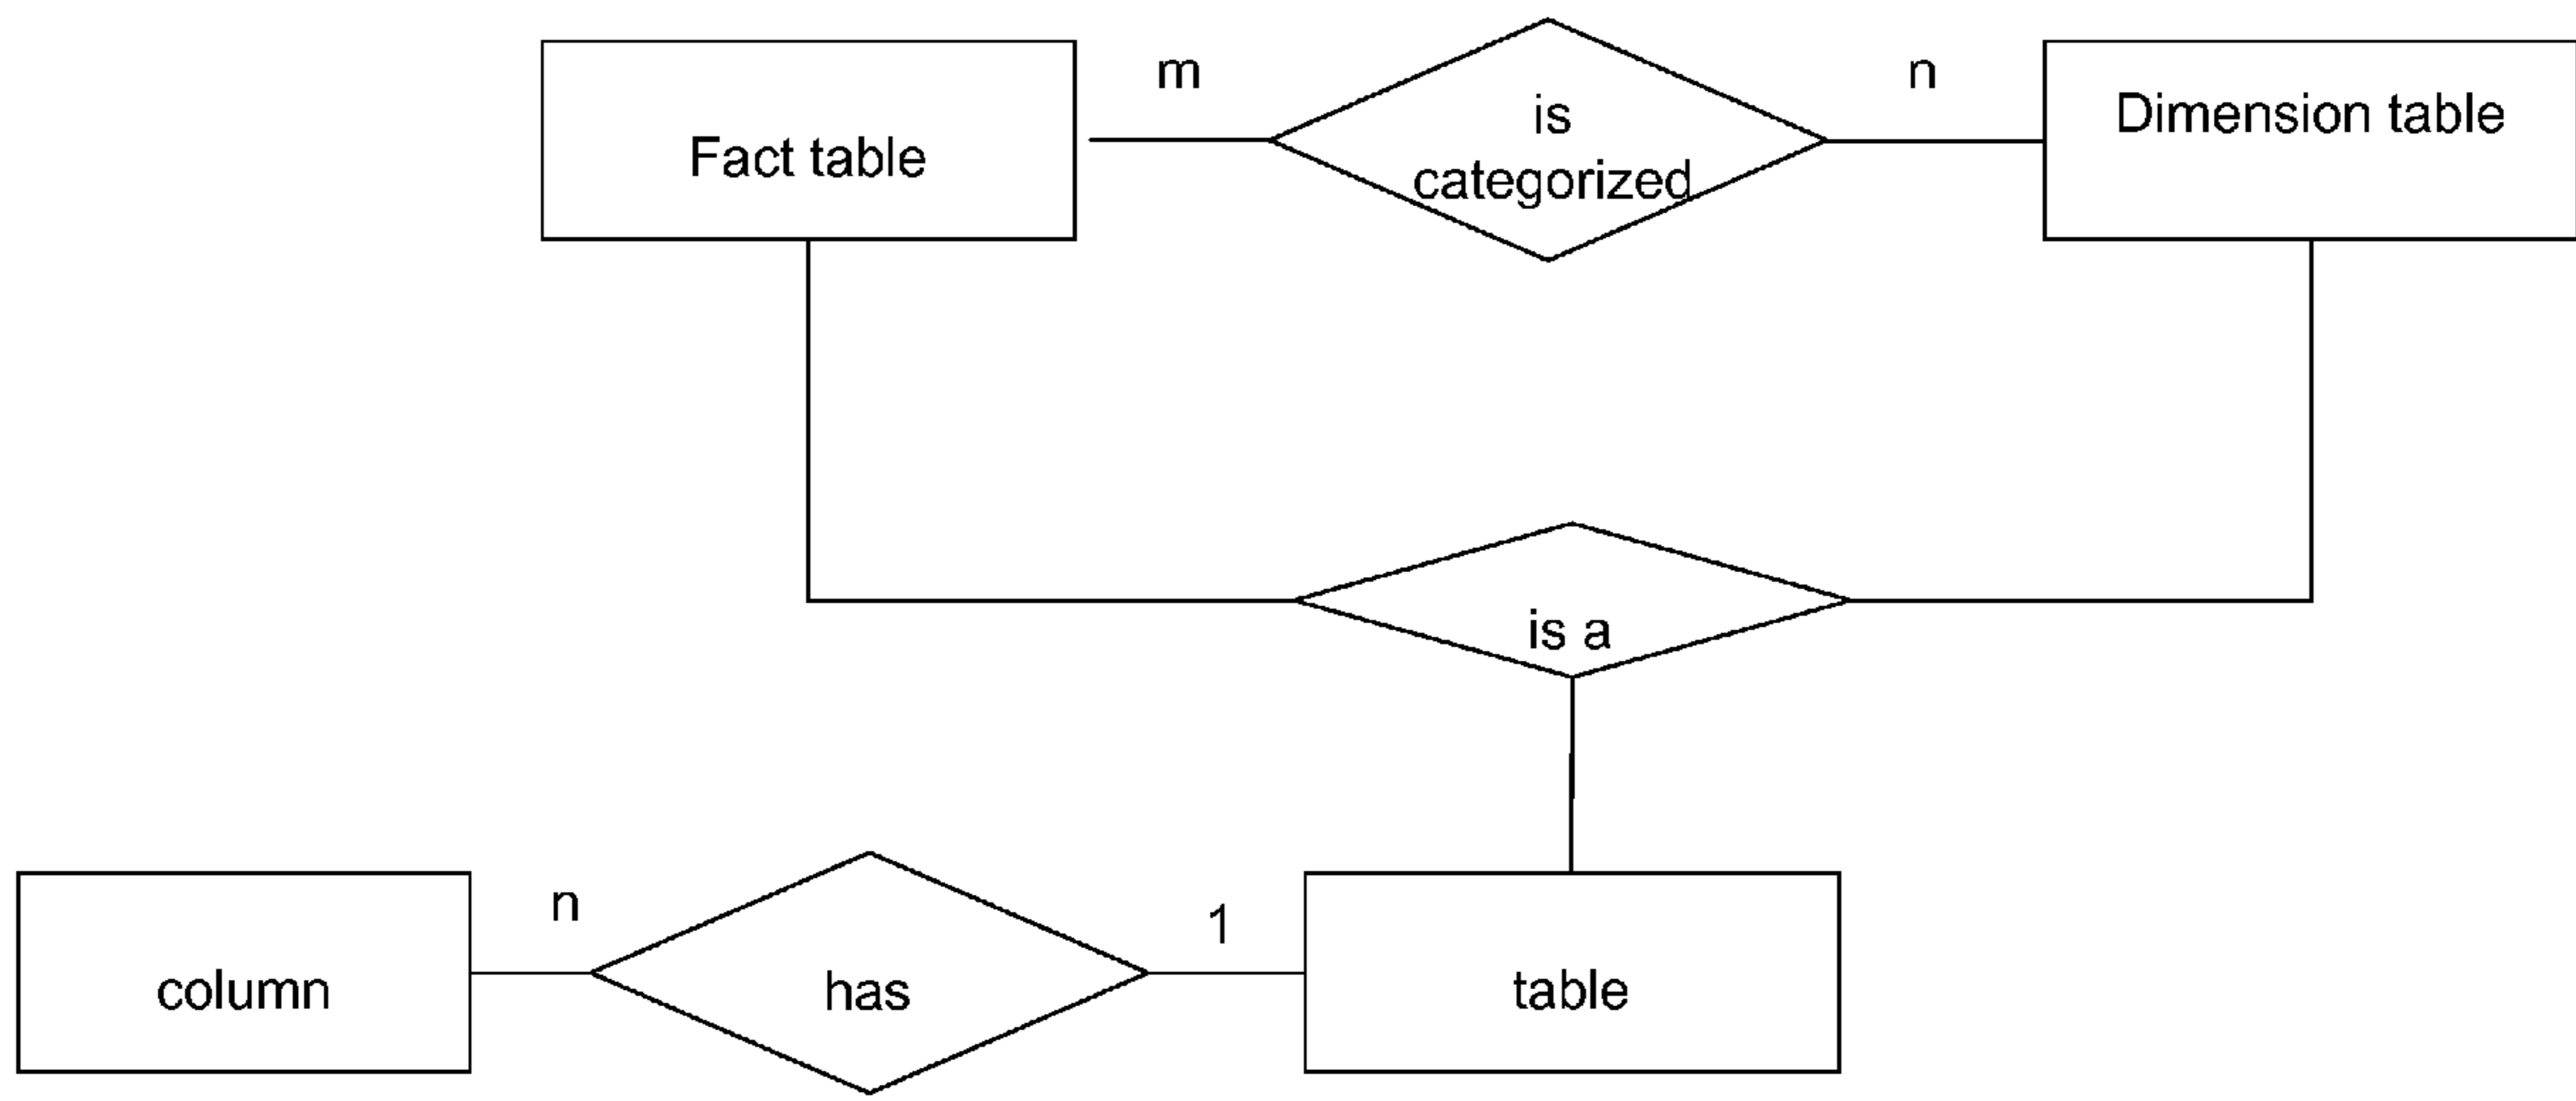 Fact table
m
is
categorized
n
Dimension table
is a
column
n
has
1
table